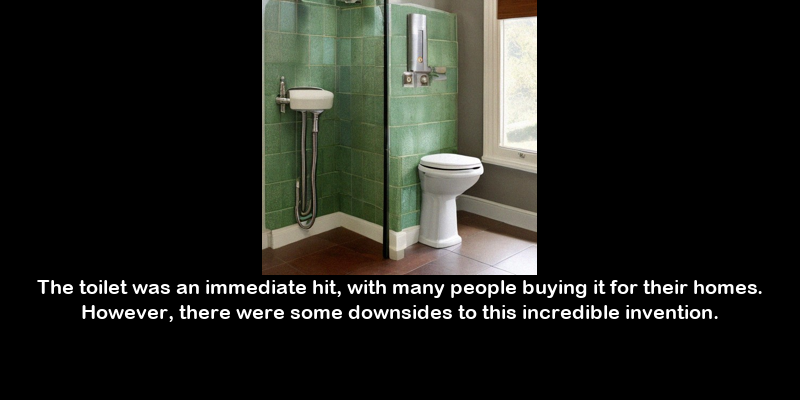 The toilet was an immediate hit, with many people buying it for their homes.
However, there were some downsides to this incredible invention.